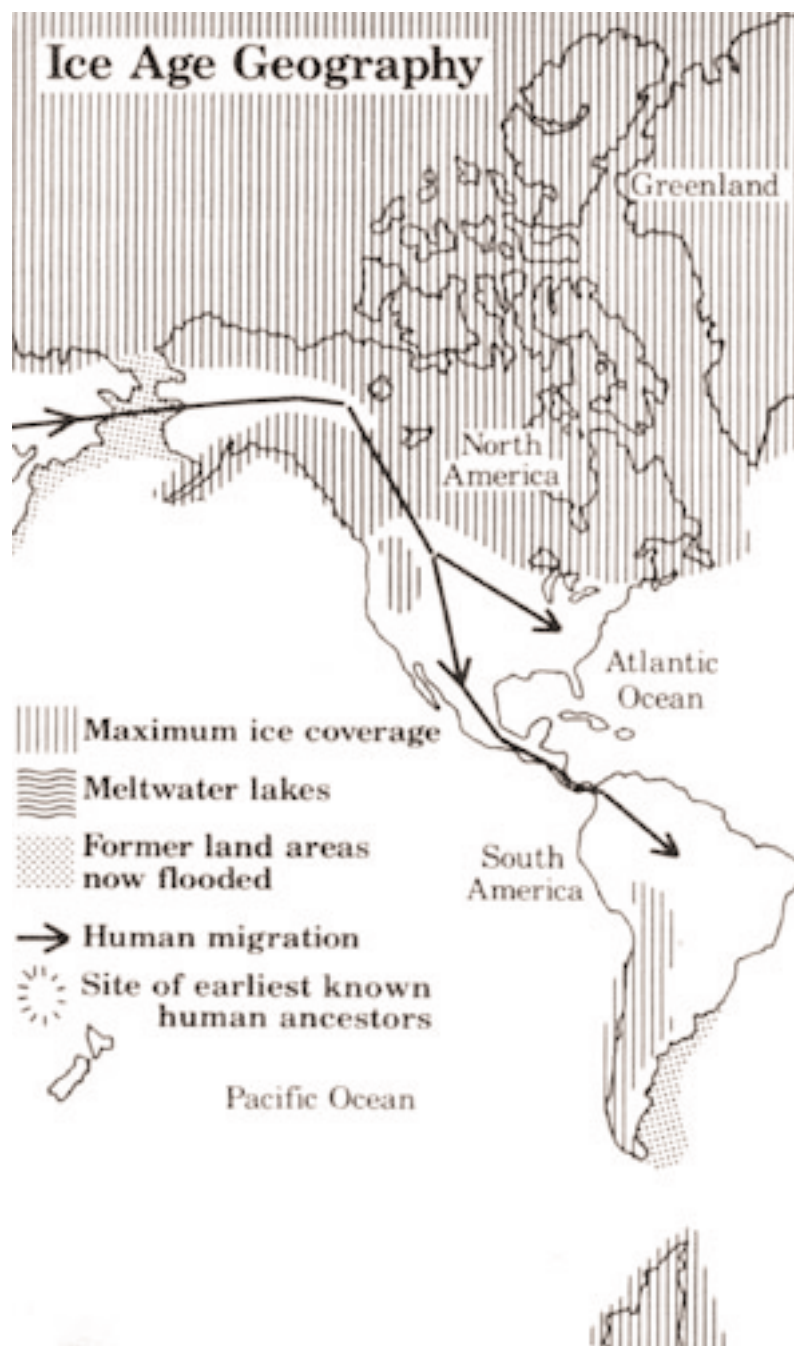 Ice Age Geography
Greenland
North
America
Atlantic
Ocean
Maximum ice coverage
Meltwater lakes
Former land areas
now flooded
South
America
Human migration
Site of earliest known
human ancestors
Pacific Ocean